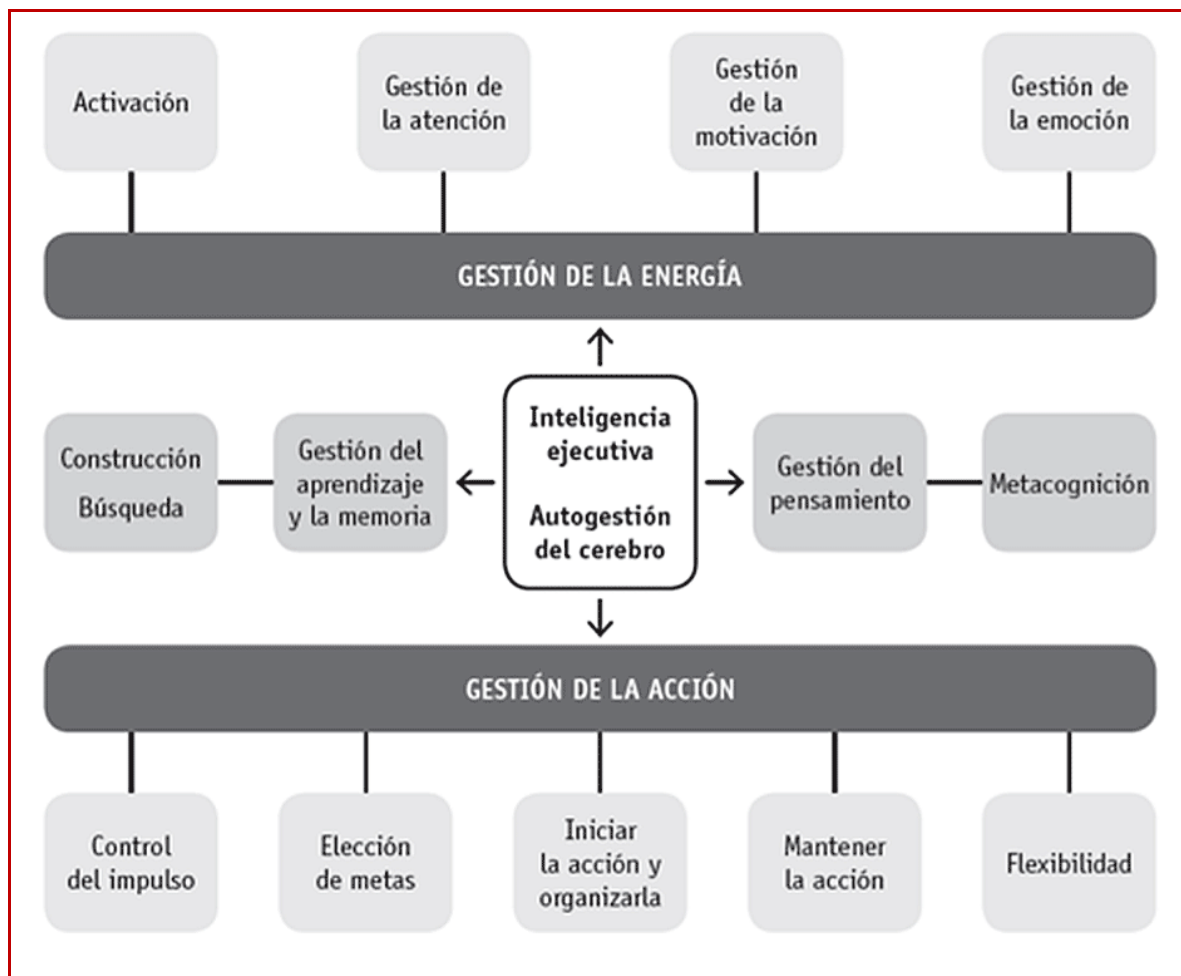 Activación
Gestión de
la atención
Gestión
de la
motivación
Gestión de
la emoción
GESTIÓN DE LA ENERGÍA
Construcción
Búsqueda
Gestión del
aprendizaje
y la memoria
Inteligencia
ejecutiva
Autogestión
del cerebro
Gestión del
pensamiento
Metacognición
GESTIÓN DE LA ACCIÓN
Control
del impulso
Elección
de metas
Iniciar
la acción y
organizarla
Mantener
la acción
Flexibilidad